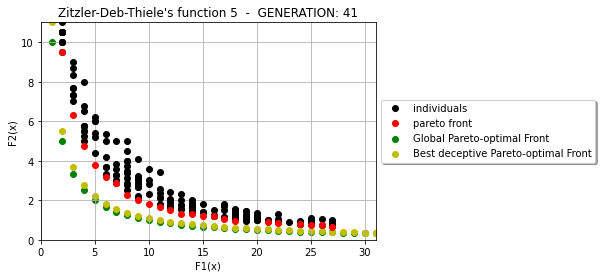 Zitzler-Deb-Thiele's function 5 - GENERATION: 41
F2(x)
10
8
6
4
2
0
0 5 10 15 20 25 30
F1(x)
individuals
pareto front
Global Pareto-optimal Front
Best deceptive Pareto-optimal Front